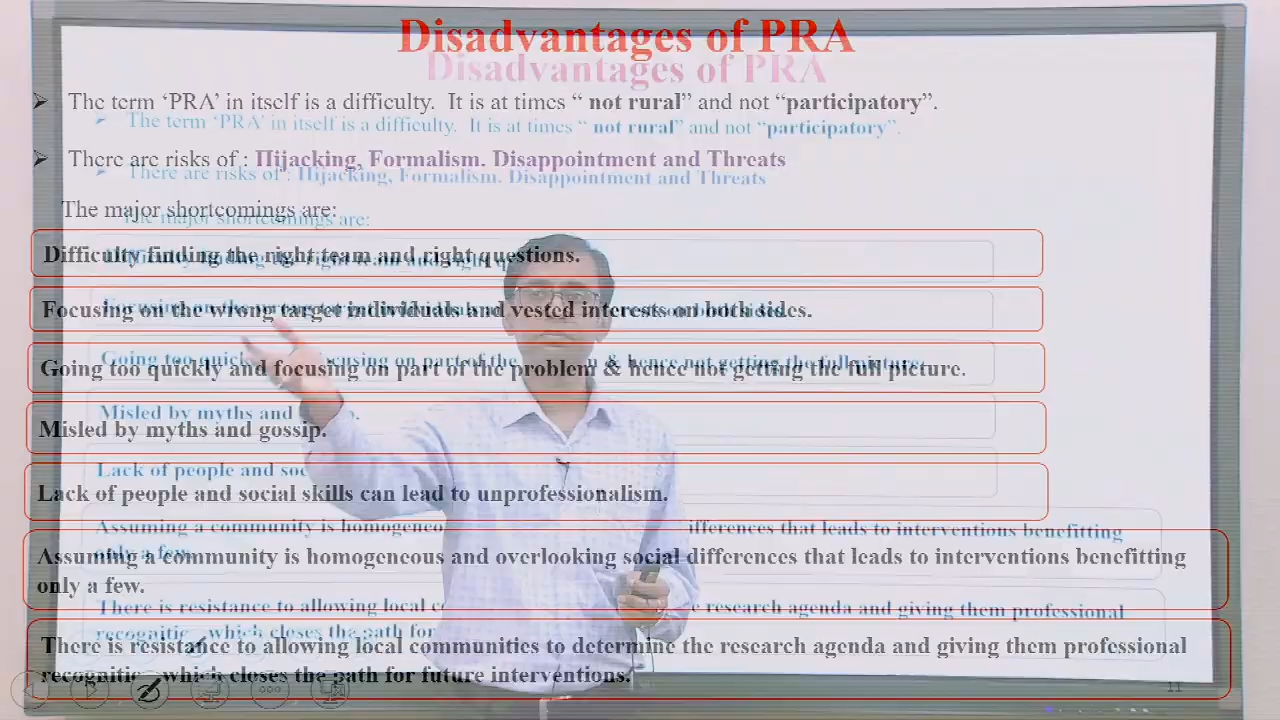 Disadvantages of PRA
The term ‘PRA’ in itself is a difficulty. It is at times “ not rural” and not “participatory”.
There are risks of : Hijacking, Formalism. Disappointment and Threats
The major shortcomings are:
Difficulty finding the right team and right questions.
Focusing on the wrong target individuals and vested interests on both sides.
Going too quickly and focusing on part of the problem & hence not getting the full picture.
Misled by myths and gossip.
Lack of people and social skills can lead to unprofessionalism.
Assuming a community is homogeneous and overlooking social differences that leads to interventions benefitting
only a few.
There is resistance to allowing local communities to determine the research agenda and giving them professional
recognition which closes the path for future interventions.
11